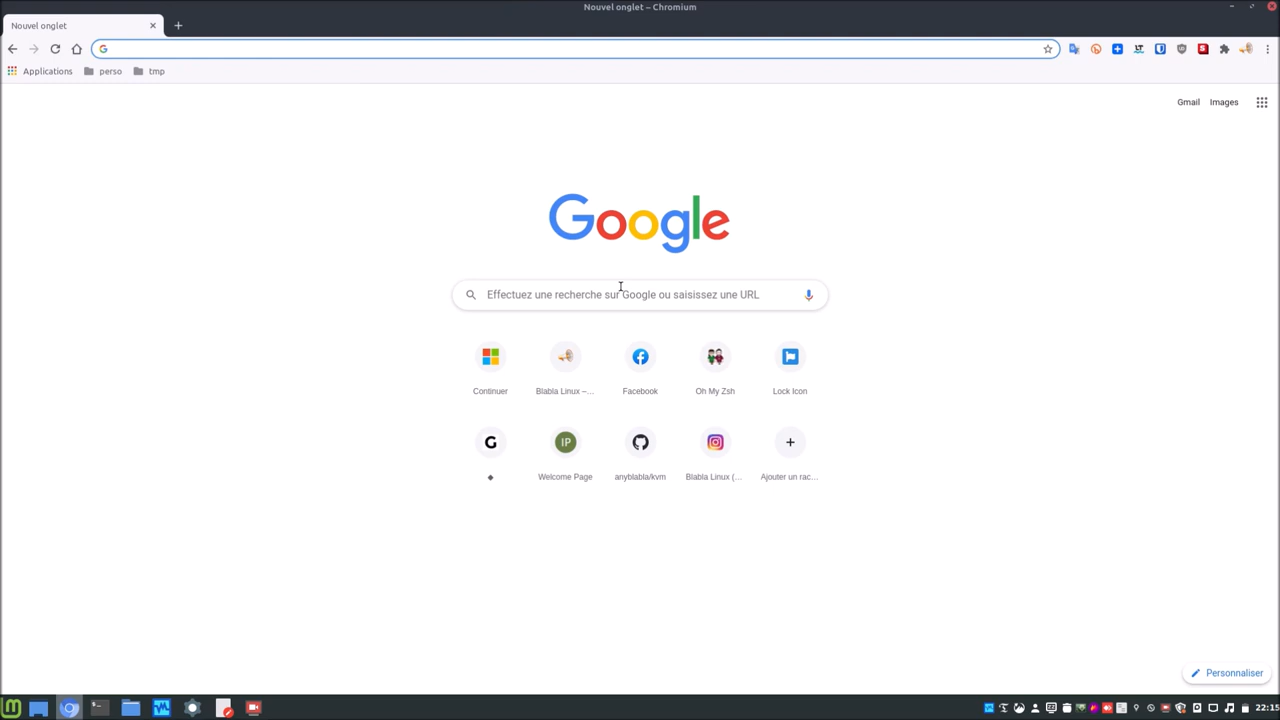 Nouvel onglet – Chromium
Nouvel onglet
Applications
perso
tmp
Gmail
Images
Google
Effectuez une recherche sur Google ou saisissez une URL
Continuer
Blabla Linux –...
Facebook
Oh My Zsh
Lock Icon
G
IP
◆
Welcome Page
anyblabla/kvm
Blabla Linux (...
Ajouter un rac...
Personnaliser
22:15